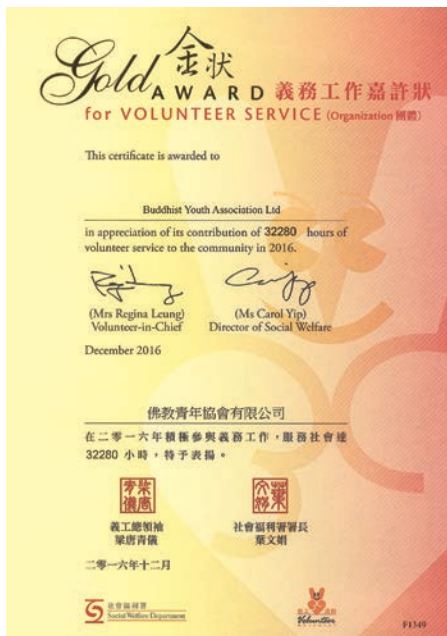 Gold 金狀
AWARD 義務工作嘉許狀
for VOLUNTEER SERVICE (Organization 團體)
This certificate is awarded to
Buddhist Youth Association Ltd
in appreciation of its contribution of 32280 hours of
volunteer service to the community in 2016.
(Mrs Regina Leung)
Volunteer-in-Chief
(Ms Carol Yip)
Director of Social Welfare
December 2016
佛教青年協會有限公司
在二零一六年積極參與義務工作，服務社會達
32280 小時，特予表揚。
義工總領袖
梁唐青儀
社會福利署署長
葉文娟
二零一六年十二月
社會福利署
Social Welfare Department
Volunteer
F1349